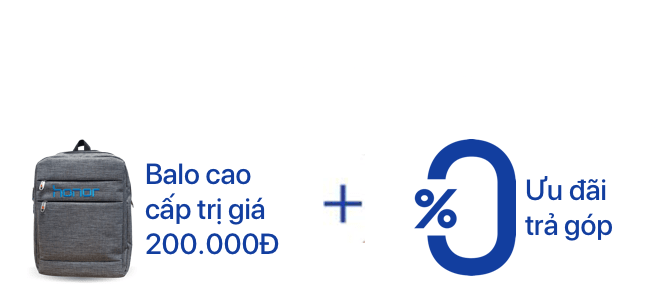 honor
Balo cao
cấp trị giá
200.000Đ
+
0%
Ưu đãi
trả góp